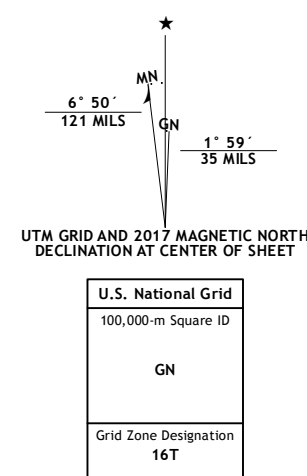 MN
GN
6° 50´
121 MILS
1° 59´
35 MILS
UTM GRID AND 2017 MAGNETIC NORTH
DECLINATION AT CENTER OF SHEET
U.S. National Grid
100,000-m Square ID
GN
Grid Zone Designation
16T